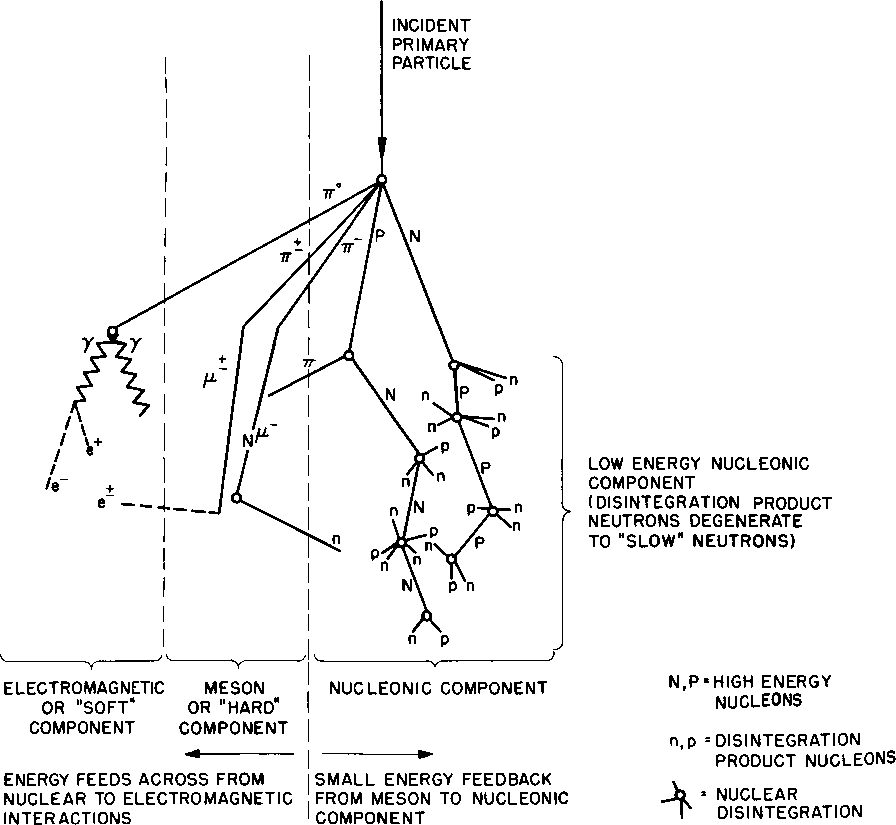 INCIDENT
PRIMARY
PARTICLE
π°
π±
π⁻
P
N
γ
γ
μ±
π
N
μ⁻
e⁺
e⁻
e±
n
N
n
p
P
n
n
n
p
p
n
n
P
N
n
p
n
n
p
n
p
n
n
p
n
n
P
N
p
n
n
p
LOW ENERGY NUCLEONIC
COMPONENT
(DISINTEGRATION PRODUCT
NEUTRONS DEGENERATE
TO "SLOW" NEUTRONS)
ELECTROMAGNETIC
OR "SOFT"
COMPONENT
MESON
OR "HARD"
COMPONENT
NUCLEONIC COMPONENT
ENERGY FEEDS ACROSS FROM
NUCLEAR TO ELECTROMAGNETIC
INTERACTIONS
SMALL ENERGY FEEDBACK
FROM MESON TO NUCLEONIC
COMPONENT
N,P = HIGH ENERGY
NUCLEONS
n,p = DISINTEGRATION
PRODUCT NUCLEONS
= NUCLEAR
DISINTEGRATION